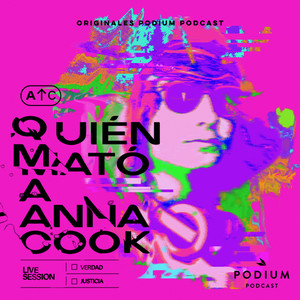 ORIGINALES PODIUM PODCAST
A↑C
QUIÉN
MATÓ
A
ANNA
COOK
LIVE
SESSION
VERDAD
JUSTICIA
PODIUM
PODCAST